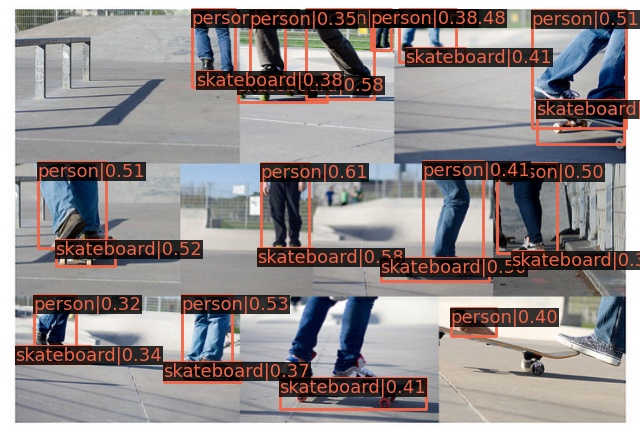 person|0.35
person|0.38
.48
person|0.51
skateboard|0.41
skateboard|0.38
0.58
skateboard
person|0.51
person|0.61
person|0.41
son|0.50
skateboard|0.52
skateboard|0.58
skateboard|0.3
skateboard|0.56
person|0.32
person|0.53
person|0.40
skateboard|0.34
skateboard|0.37
skateboard|0.41